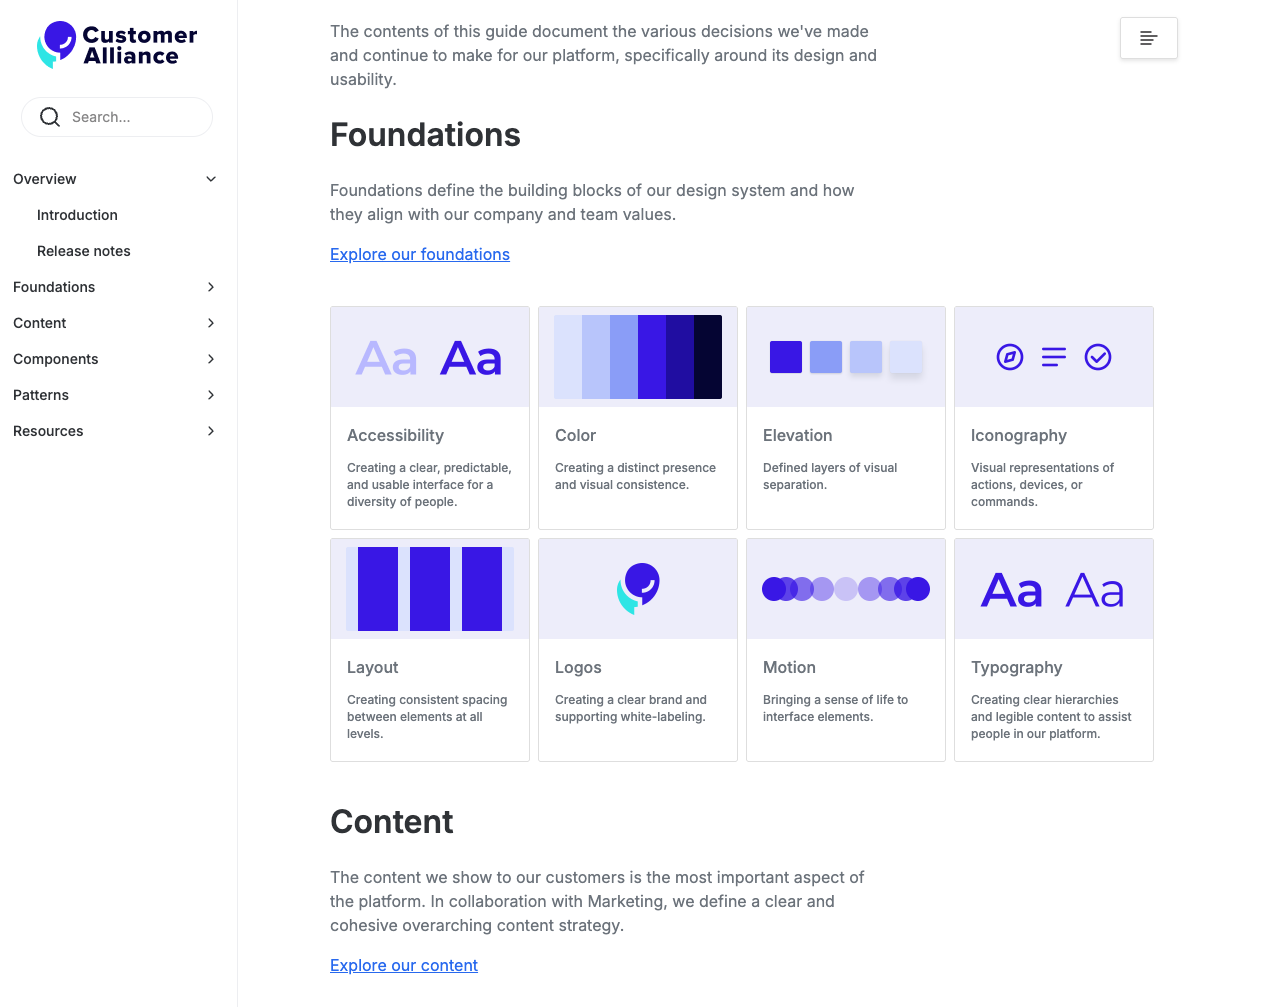 Customer
Alliance
Search...
Overview
Introduction
Release notes
Foundations
Content
Components
Patterns
Resources
The contents of this guide document the various decisions we've made
and continue to make for our platform, specifically around its design and
usability.
Foundations
Foundations define the building blocks of our design system and how
they align with our company and team values.
Explore our foundations
Aa Aa
Accessibility
Creating a clear, predictable,
and usable interface for a
diversity of people.
Color
Creating a distinct presence
and visual consistence.
Elevation
Defined layers of visual
separation.
Iconography
Visual representations of
actions, devices, or
commands.
Layout
Creating consistent spacing
between elements at all
levels.
Logos
Creating a clear brand and
supporting white-labeling.
Motion
Bringing a sense of life to
interface elements.
Aa Aa
Typography
Creating clear hierarchies
and legible content to assist
people in our platform.
Content
The content we show to our customers is the most important aspect of
the platform. In collaboration with Marketing, we define a clear and
cohesive overarching content strategy.
Explore our content